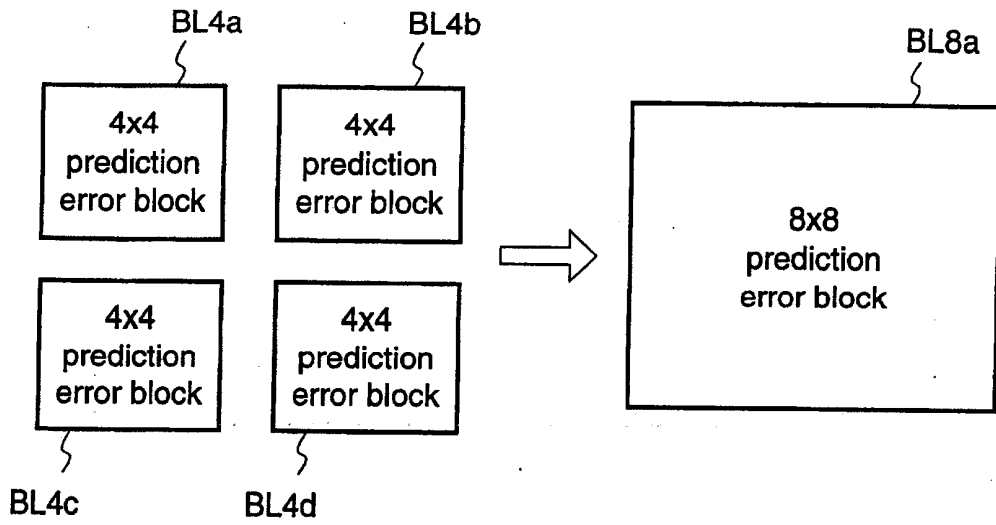 BL4a
BL4b
BL8a
4x4
prediction
error block
4x4
prediction
error block
8x8
prediction
error block
4x4
prediction
error block
4x4
prediction
error block
BL4c
BL4d